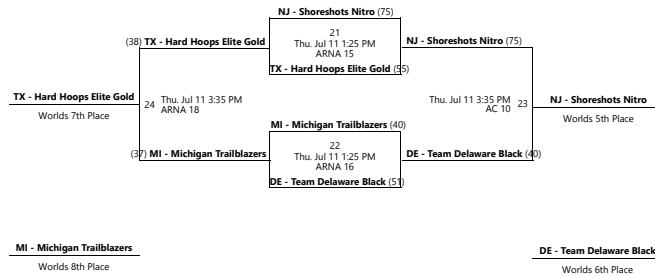 NJ - Shoreshots Nitro (75)
21
Thu. Jul 11 1:25 PM
ARNA 15
TX - Hard Hoops Elite Gold (55)
(38) TX - Hard Hoops Elite Gold
NJ - Shoreshots Nitro (75)
TX - Hard Hoops Elite Gold
Worlds 7th Place
24 Thu. Jul 11 3:35 PM
ARNA 18
Thu. Jul 11 3:35 PM 23
AC 10
NJ - Shoreshots Nitro
Worlds 5th Place
MI - Michigan Trailblazers (40)
22
Thu. Jul 11 1:25 PM
ARNA 16
DE - Team Delaware Black (51)
(37) MI - Michigan Trailblazers
DE - Team Delaware Black (40)
MI - Michigan Trailblazers
Worlds 8th Place
DE - Team Delaware Black
Worlds 6th Place